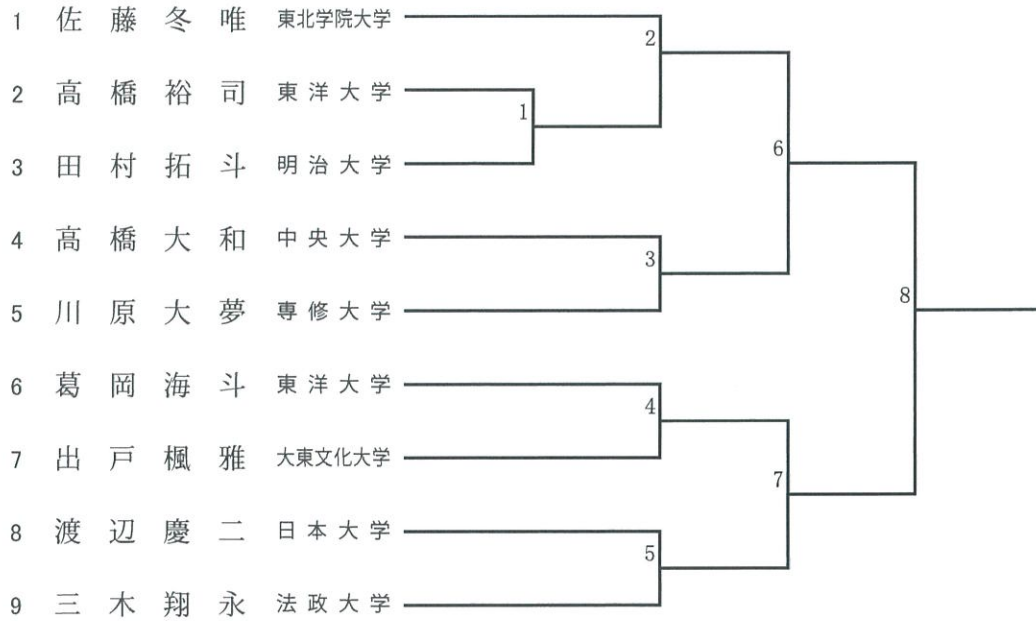 1 佐藤冬唯 東北学院大学
2
2 高橋裕司 東洋大学
1
3 田村拓斗 明治大学
6
4 高橋大和 中央大学
3
5 川原大夢 専修大学
8
6 葛岡海斗 東洋大学
4
7 出戸楓雅 大東文化大学
7
8 渡辺慶二 日本大学
5
9 三木翔永 法政大学